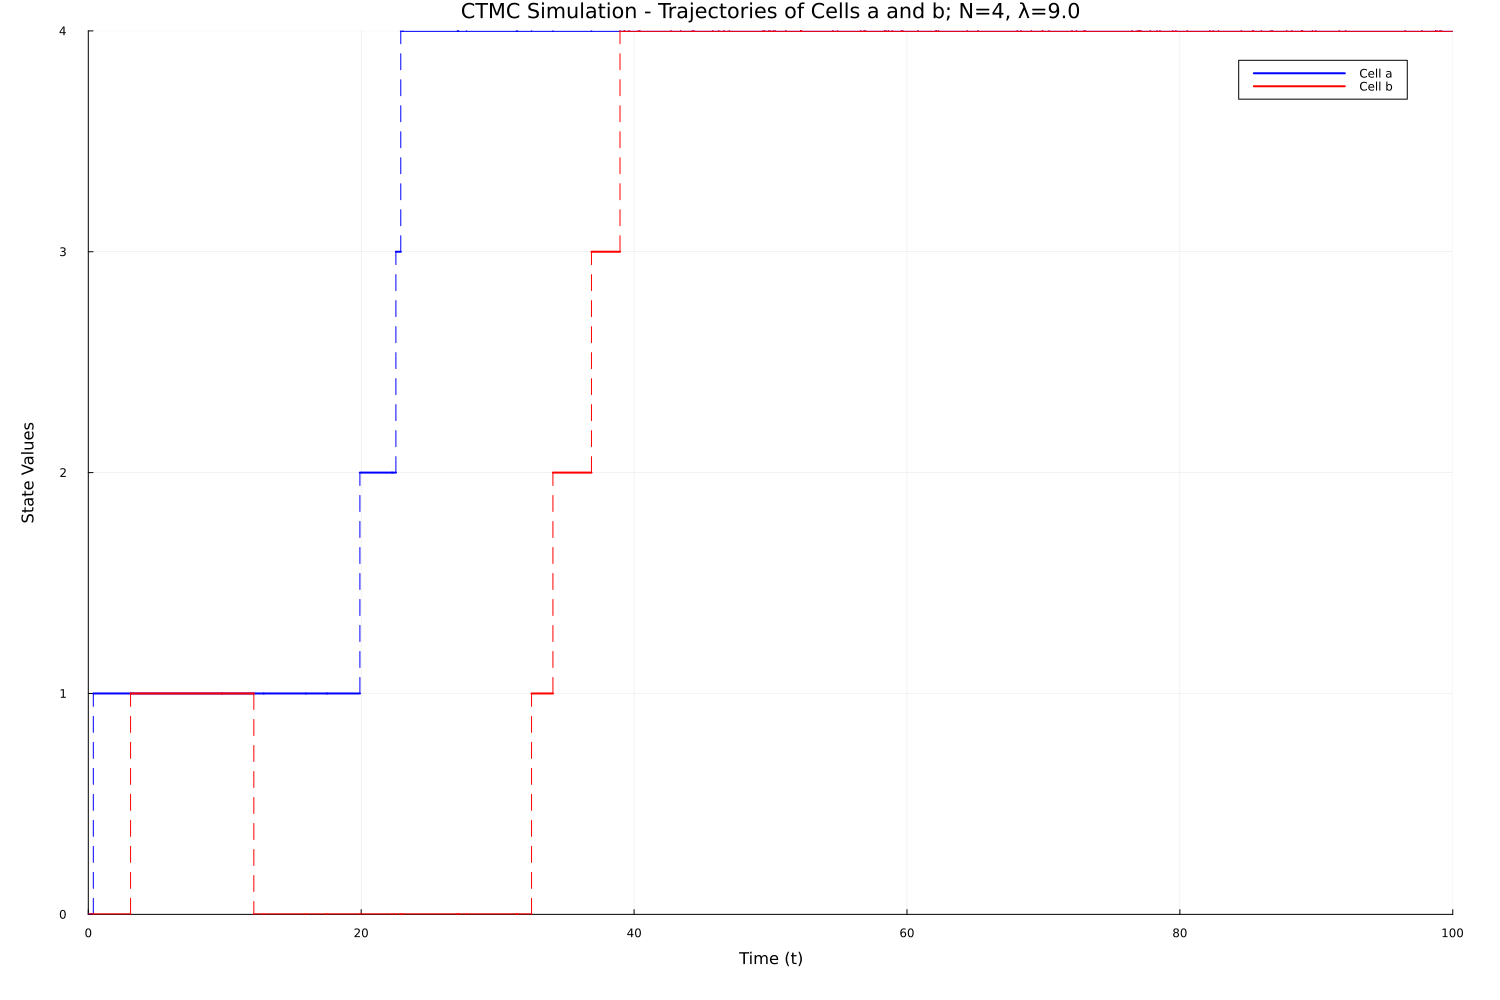 CTMC Simulation - Trajectories of Cells a and b; N=4, λ=9.0
4
Cell a
Cell b
3
2
State Values
1
0
0 20 40 60 80 100
Time (t)